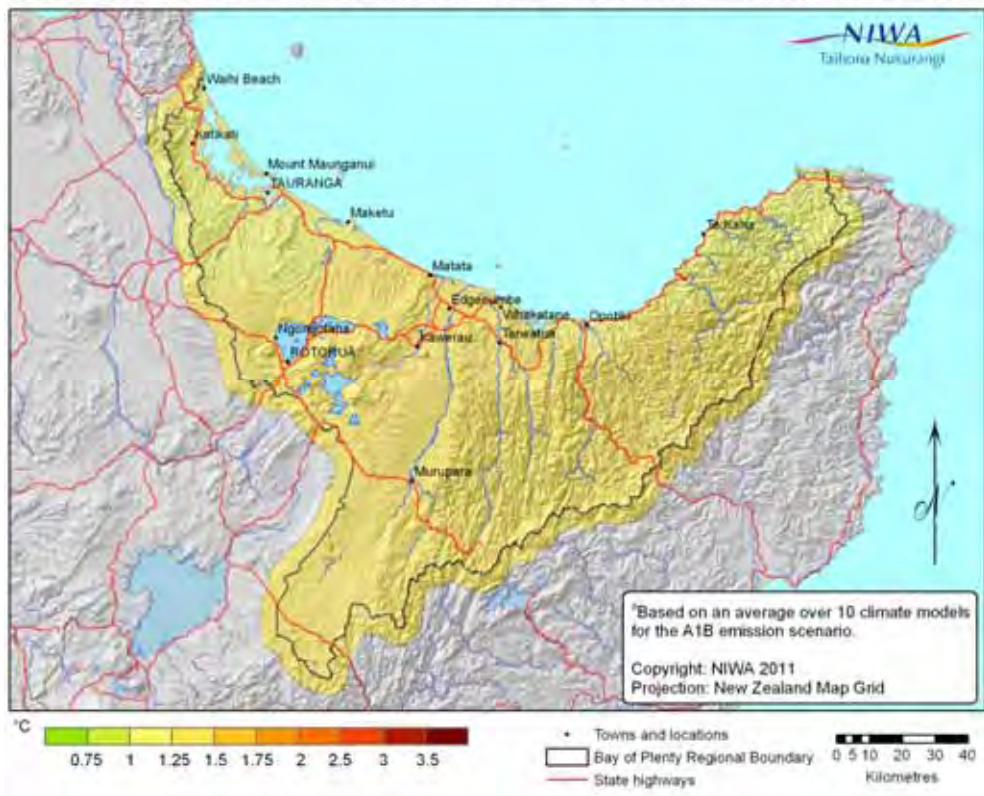 NIWA
Taihoro Nukurangi
Waihi Beach
Katikati
Mount Maunganui
TAURANGA
Maketu
Te Kaha
Matata
Edgecumbe
Whakatane
Opotiki
Kawerau
Taneatua
Ngongotaha
ROTORUA
Murupara
Based on an average over 10 climate models
for the A1B emission scenario.
Copyright: NIWA 2011
Projection: New Zealand Map Grid
°C
0.75 1 1.25 1.5 1.75 2 2.5 3 3.5
Towns and locations
Bay of Plenty Regional Boundary
State highways
0 5 10 20 30 40
Kilometres